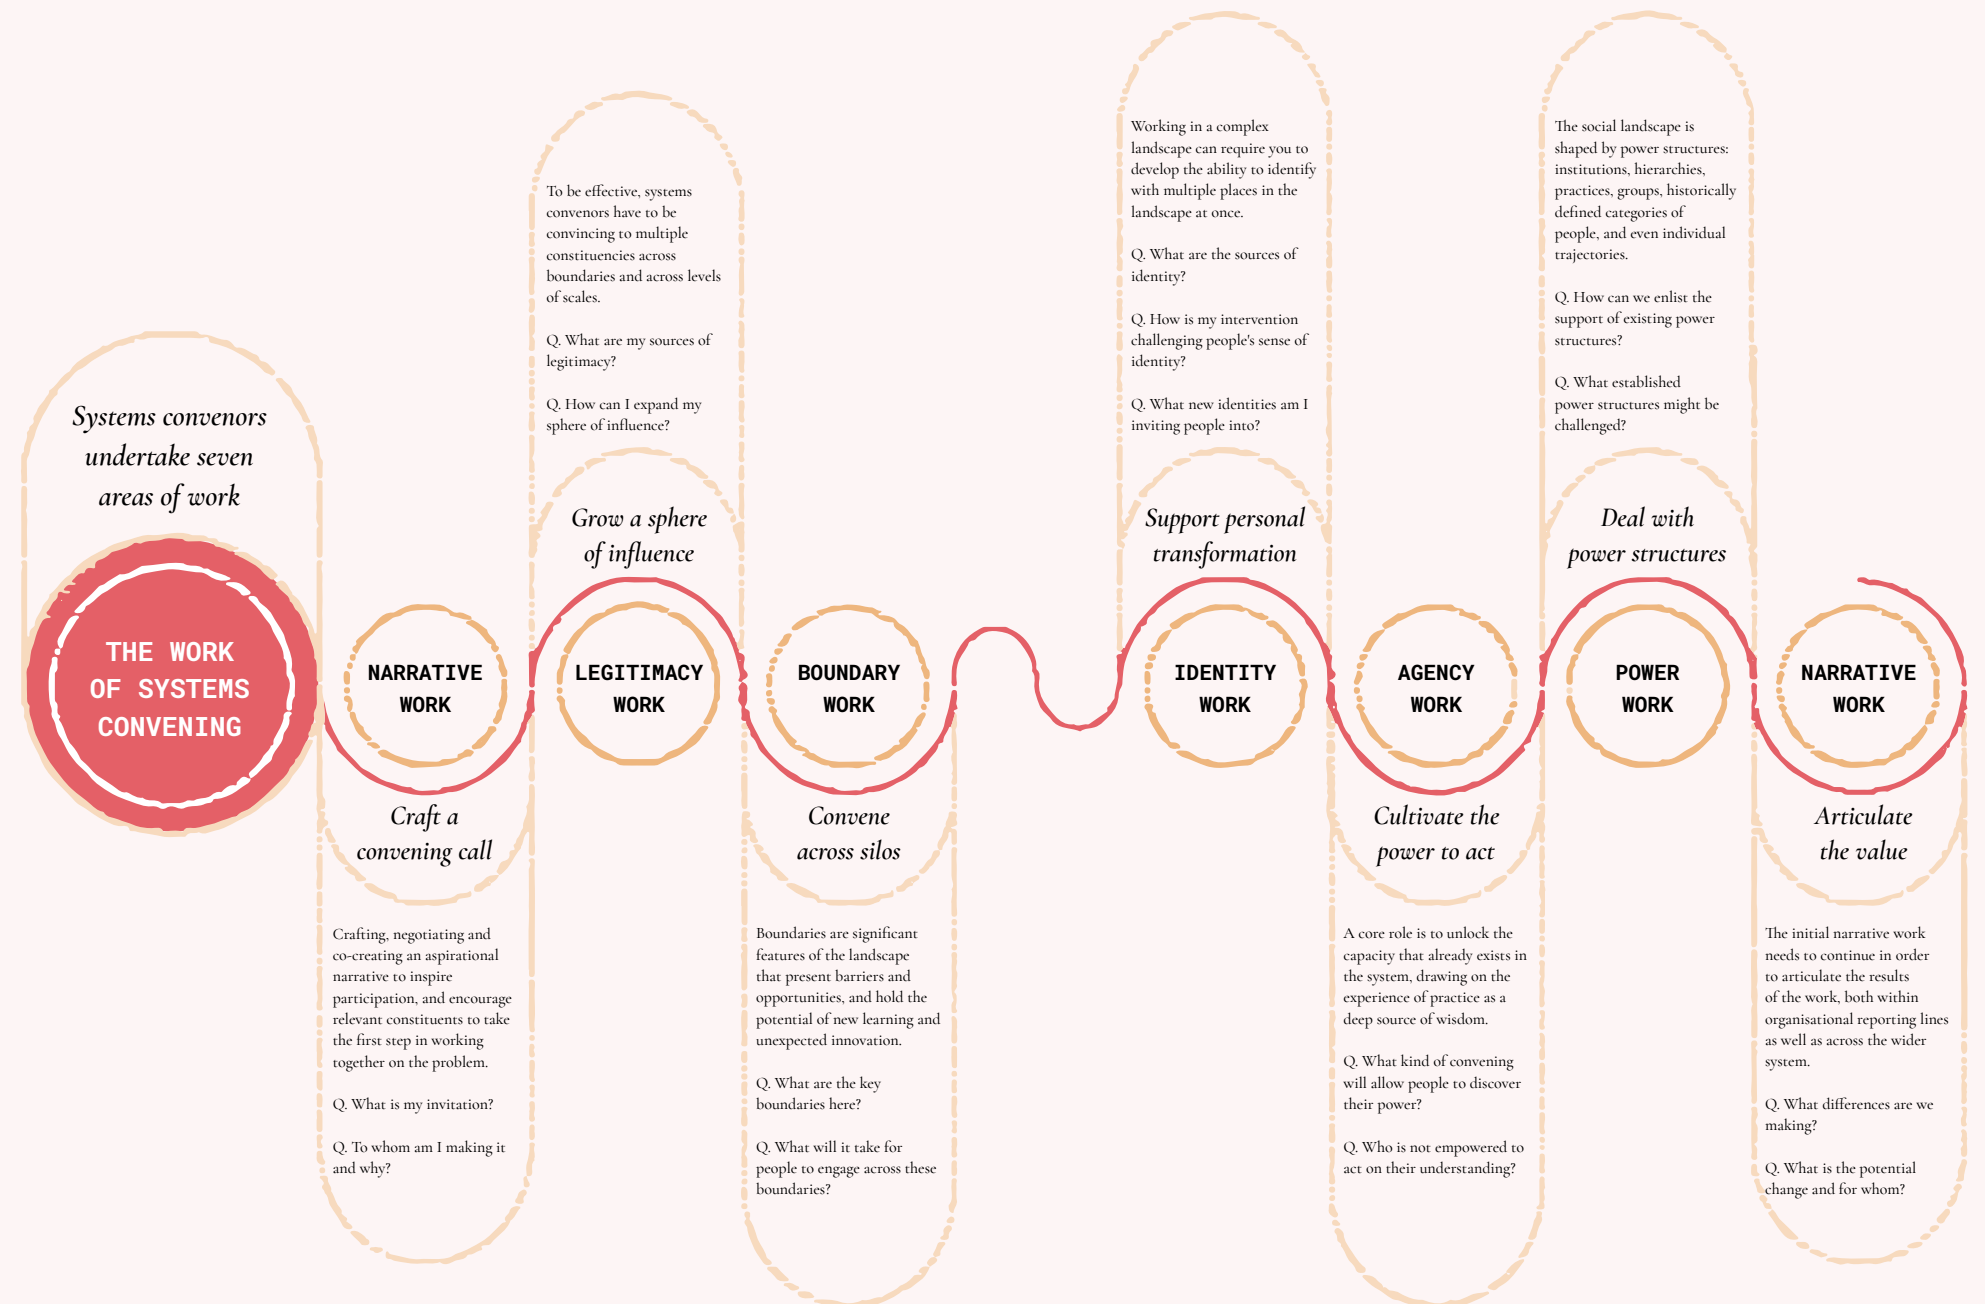 Systems convenors
undertake seven
areas of work
THE WORK
OF SYSTEMS
CONVENING
NARRATIVE
WORK
Craft a
convening call
Crafting, negotiating and
co-creating an aspirational
narrative to inspire
participation, and encourage
relevant constituents to take
the first step in working
together on the problem.
Q. What is my invitation?
Q. To whom am I making it
and why?
To be effective, systems
convenors have to be
convincing to multiple
constituencies across
boundaries and across levels
of scales.
Q. What are my sources of
legitimacy?
Q. How can I expand my
sphere of influence?
Grow a sphere
of influence
LEGITIMACY
WORK
BOUNDARY
WORK
Convene
across silos
Boundaries are significant
features of the landscape
that present barriers and
opportunities, and hold the
potential of new learning and
unexpected innovation.
Q. What are the key
boundaries here?
Q. What will it take for
people to engage across these
boundaries?
Working in a complex
landscape can require you to
develop the ability to identify
with multiple places in the
landscape at once.
Q. What are the sources of
identity?
Q. How is my intervention
challenging people's sense of
identity?
Q. What new identities am I
inviting people into?
Support personal
transformation
IDENTITY
WORK
AGENCY
WORK
Cultivate the
power to act
A core role is to unlock the
capacity that already exists in
the system, drawing on the
experience of practice as a
deep source of wisdom.
Q. What kind of convening
will allow people to discover
their power?
Q. Who is not empowered to
act on their understanding?
The social landscape is
shaped by power structures:
institutions, hierarchies,
practices, groups, historically
defined categories of
people, and even individual
trajectories.
Q. How can we enlist the
support of existing power
structures?
Q. What established
power structures might be
challenged?
Deal with
power structures
POWER
WORK
NARRATIVE
WORK
Articulate
the value
The initial narrative work
needs to continue in order
to articulate the results
of the work, both within
organisational reporting lines
as well as across the wider
system.
Q. What differences are we
making?
Q. What is the potential
change and for whom?